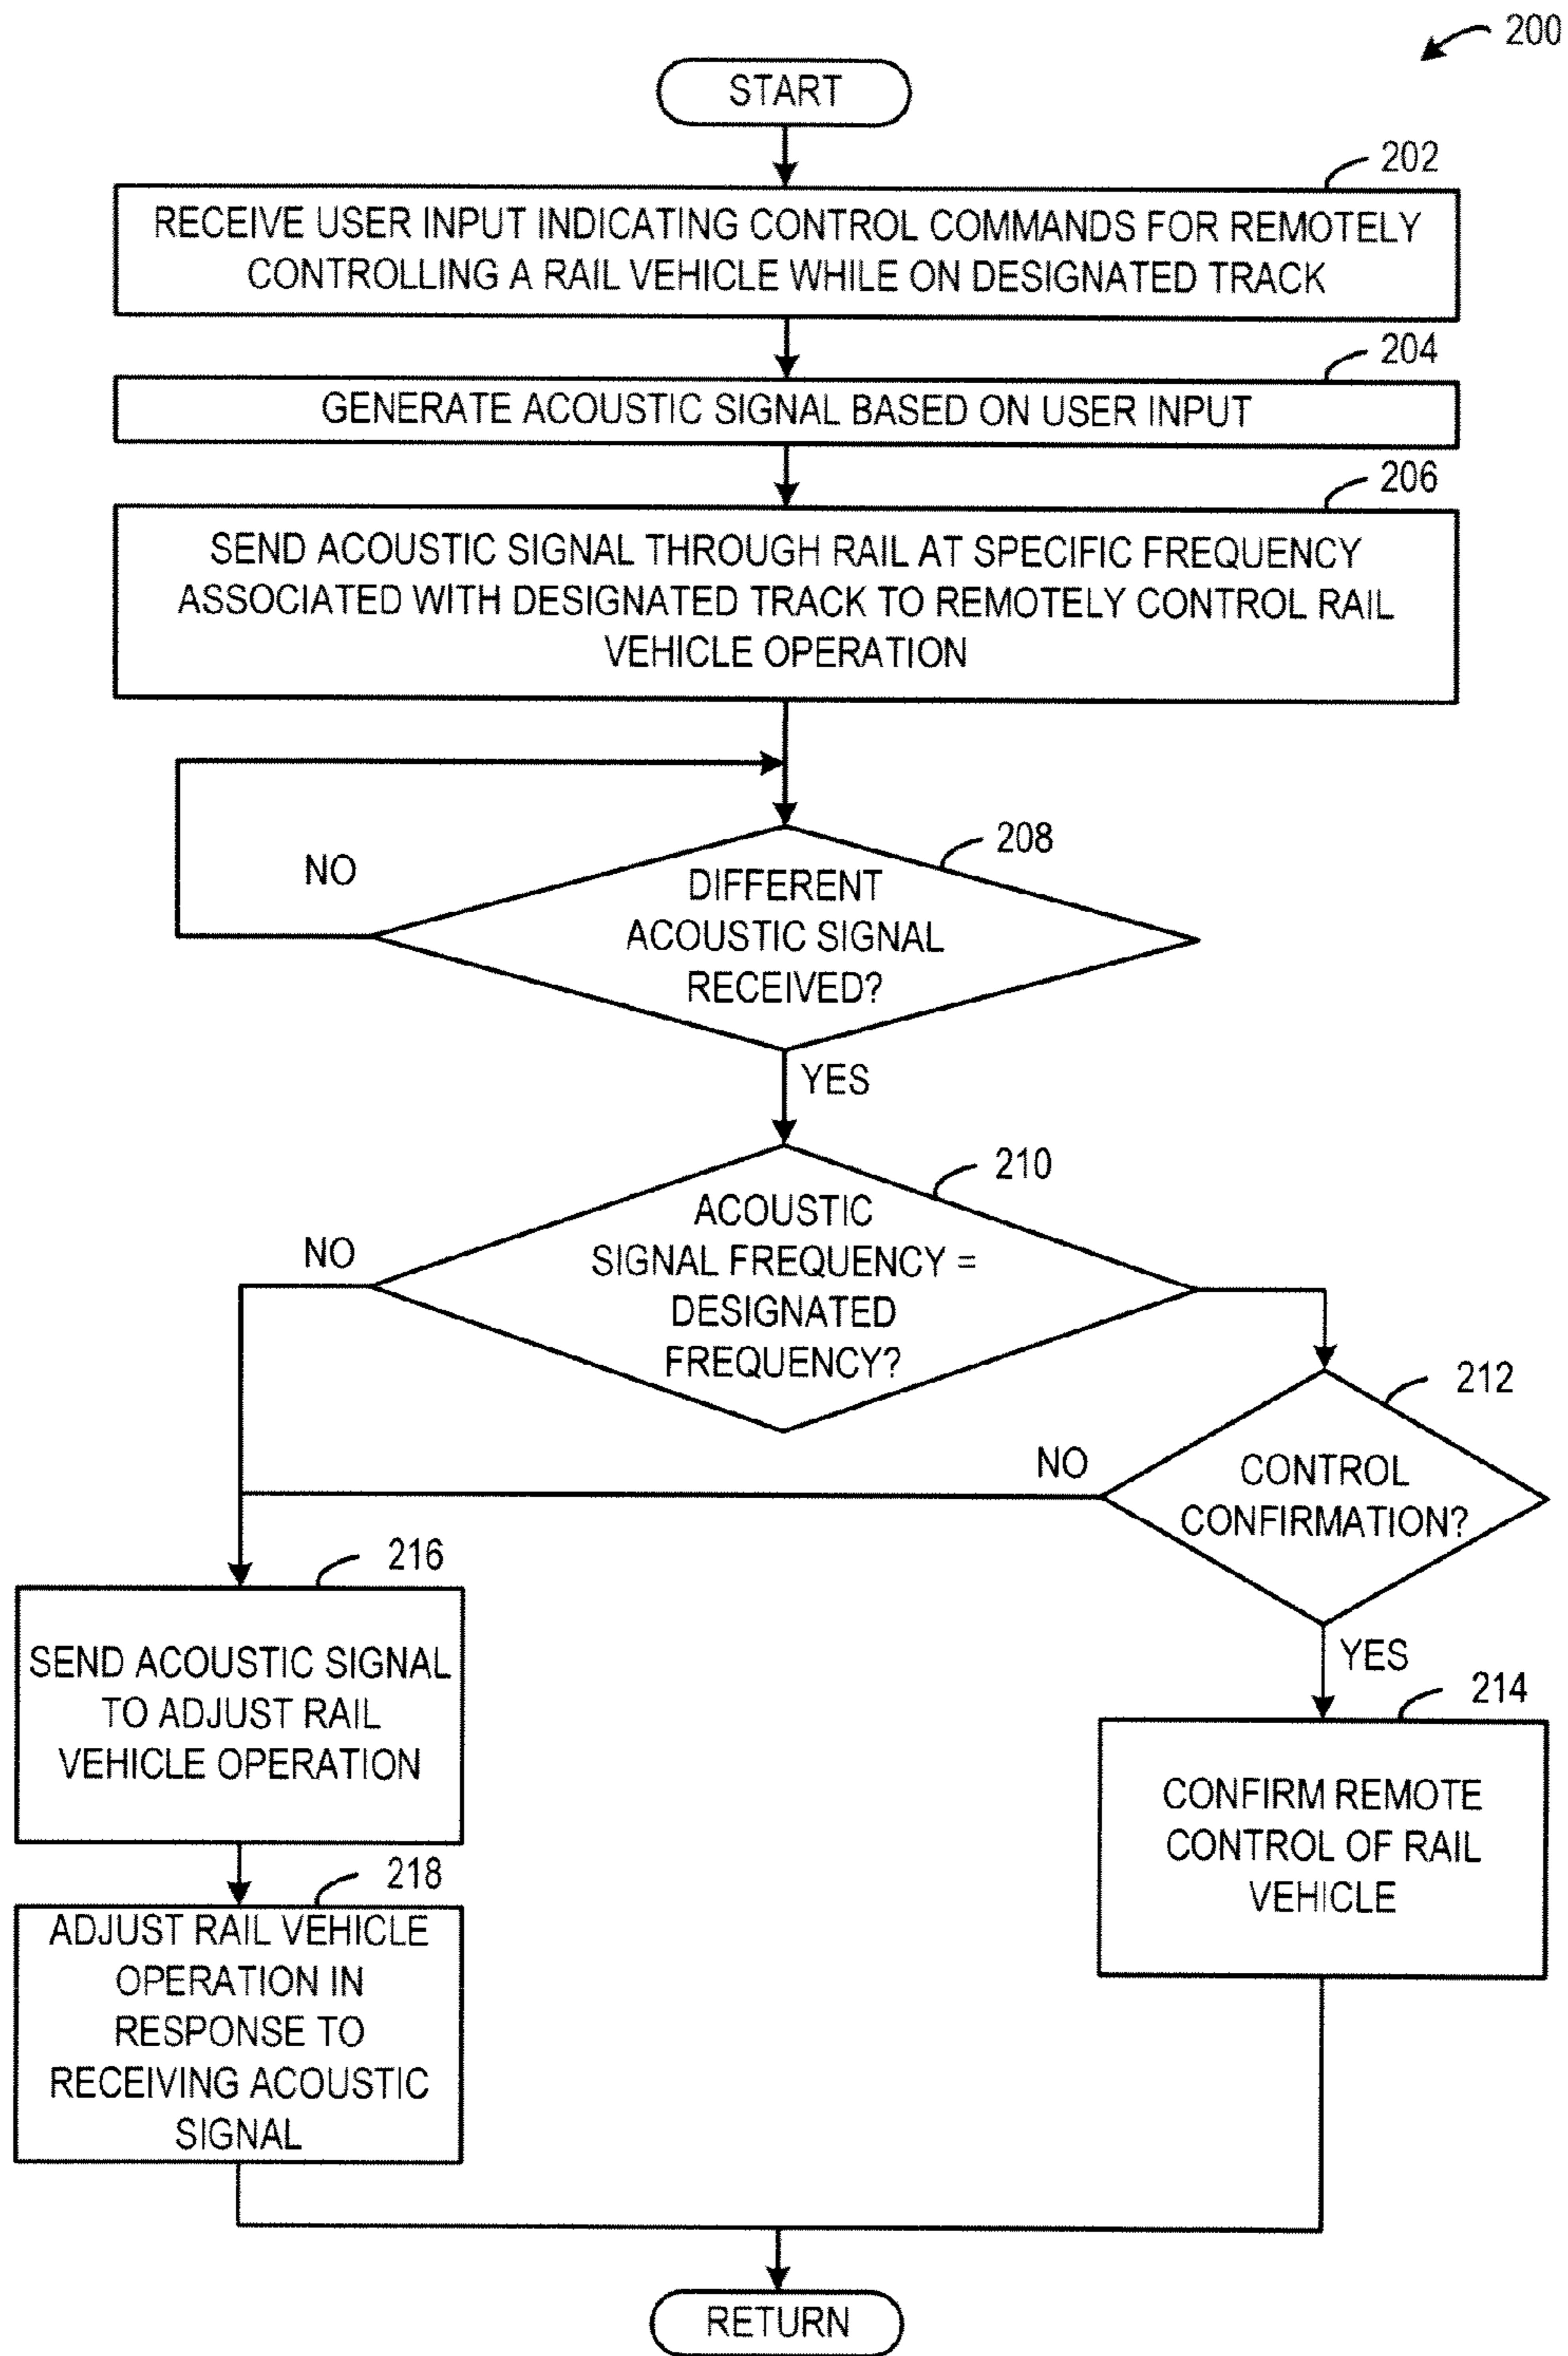 200
START
202
RECEIVE USER INPUT INDICATING CONTROL COMMANDS FOR REMOTELY
CONTROLLING A RAIL VEHICLE WHILE ON DESIGNATED TRACK
204
GENERATE ACOUSTIC SIGNAL BASED ON USER INPUT
206
SEND ACOUSTIC SIGNAL THROUGH RAIL AT SPECIFIC FREQUENCY
ASSOCIATED WITH DESIGNATED TRACK TO REMOTELY CONTROL RAIL
VEHICLE OPERATION
208
NO
DIFFERENT
ACOUSTIC SIGNAL
RECEIVED?
YES
210
NO
ACOUSTIC
SIGNAL FREQUENCY =
DESIGNATED
FREQUENCY?
212
NO
CONTROL
CONFIRMATION?
YES
216
SEND ACOUSTIC SIGNAL
TO ADJUST RAIL
VEHICLE OPERATION
214
CONFIRM REMOTE
CONTROL OF RAIL
VEHICLE
218
ADJUST RAIL VEHICLE
OPERATION IN
RESPONSE TO
RECEIVING ACOUSTIC
SIGNAL
RETURN